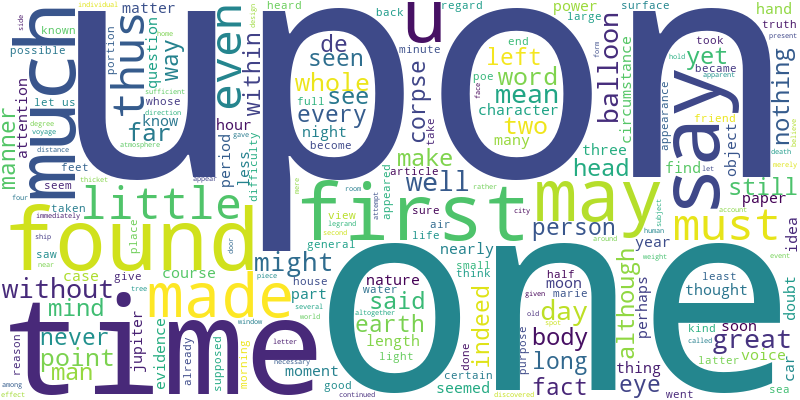 upon
one
time
first
found
say
may
much
made
little
must
even
thus
u
great
well
day
mean
might
far
see
whole
two
left
word
de
seen
every
night
become
full
poe
end
character
many
face
minute
back
take
corpse
regard
power
large
surface
hand
truth
took
present
became
yet
balloon
circumstance
appearance
object
nothing
hold
apparent
form
design
believe
death
merely
individual
heard
home
matter
portion
question
way
within
whose
know
hour
sufficient
direction
gave
atmosphere
appear
period
less
difficulty
possible
known
side
let us
attention
manner
degree
voyage
distance
feet
seem
thicket
four
taken
immediately
ship
saw
near
place
door
case
course
give
without
mind
never
point
man
reason
among
effect
jupiter
evidence
already
supposed
morning
window
tree
piece
house
part
several
world
letter
necessary
moment
good
continued
general
view
legrand
second
room
attempt
appeared
article
more
make
sure
air
life
rather
city
nearly
small
think
nature
water
said
altogether
earth
length
light
indeed
done
certain
seemed
person
half
moon
marie
given
old
spot
body
purpose
long
fact
discovered
three
head
find
let
friend
still
paper
idea
account
human
subject
around
weight
event
year
although
perhaps
thing
eye
went
least
thought
kind
soon
called
latter
voice
doubt
car
sea